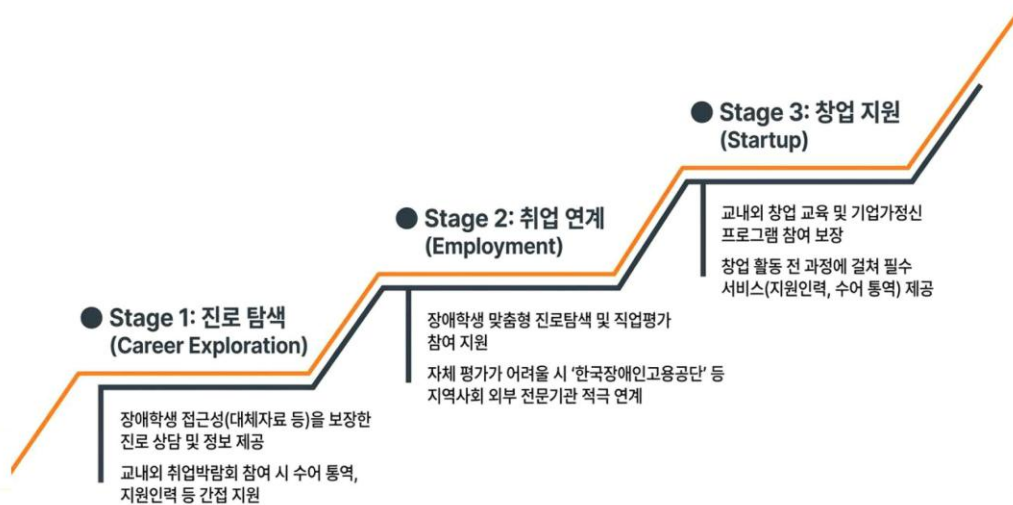 Stage 3: 창업 지원
(Startup)
교내외 창업 교육 및 기업가정신
프로그램 참여 보장
창업 활동 전 과정에 걸쳐 필수
서비스(지원인력, 수어 통역) 제공
Stage 2: 취업 연계
(Employment)
장애학생 맞춤형 진로탐색 및 직업평가
참여 지원
자체 평가가 어려울 시 ‘한국장애인고용공단’ 등
지역사회 외부 전문기관 적극 연계
Stage 1: 진로 탐색
(Career Exploration)
장애학생 접근성(대체자료 등)을 보장한
진로 상담 및 정보 제공
교내외 취업박람회 참여 시 수어 통역,
지원인력 등 간접 지원